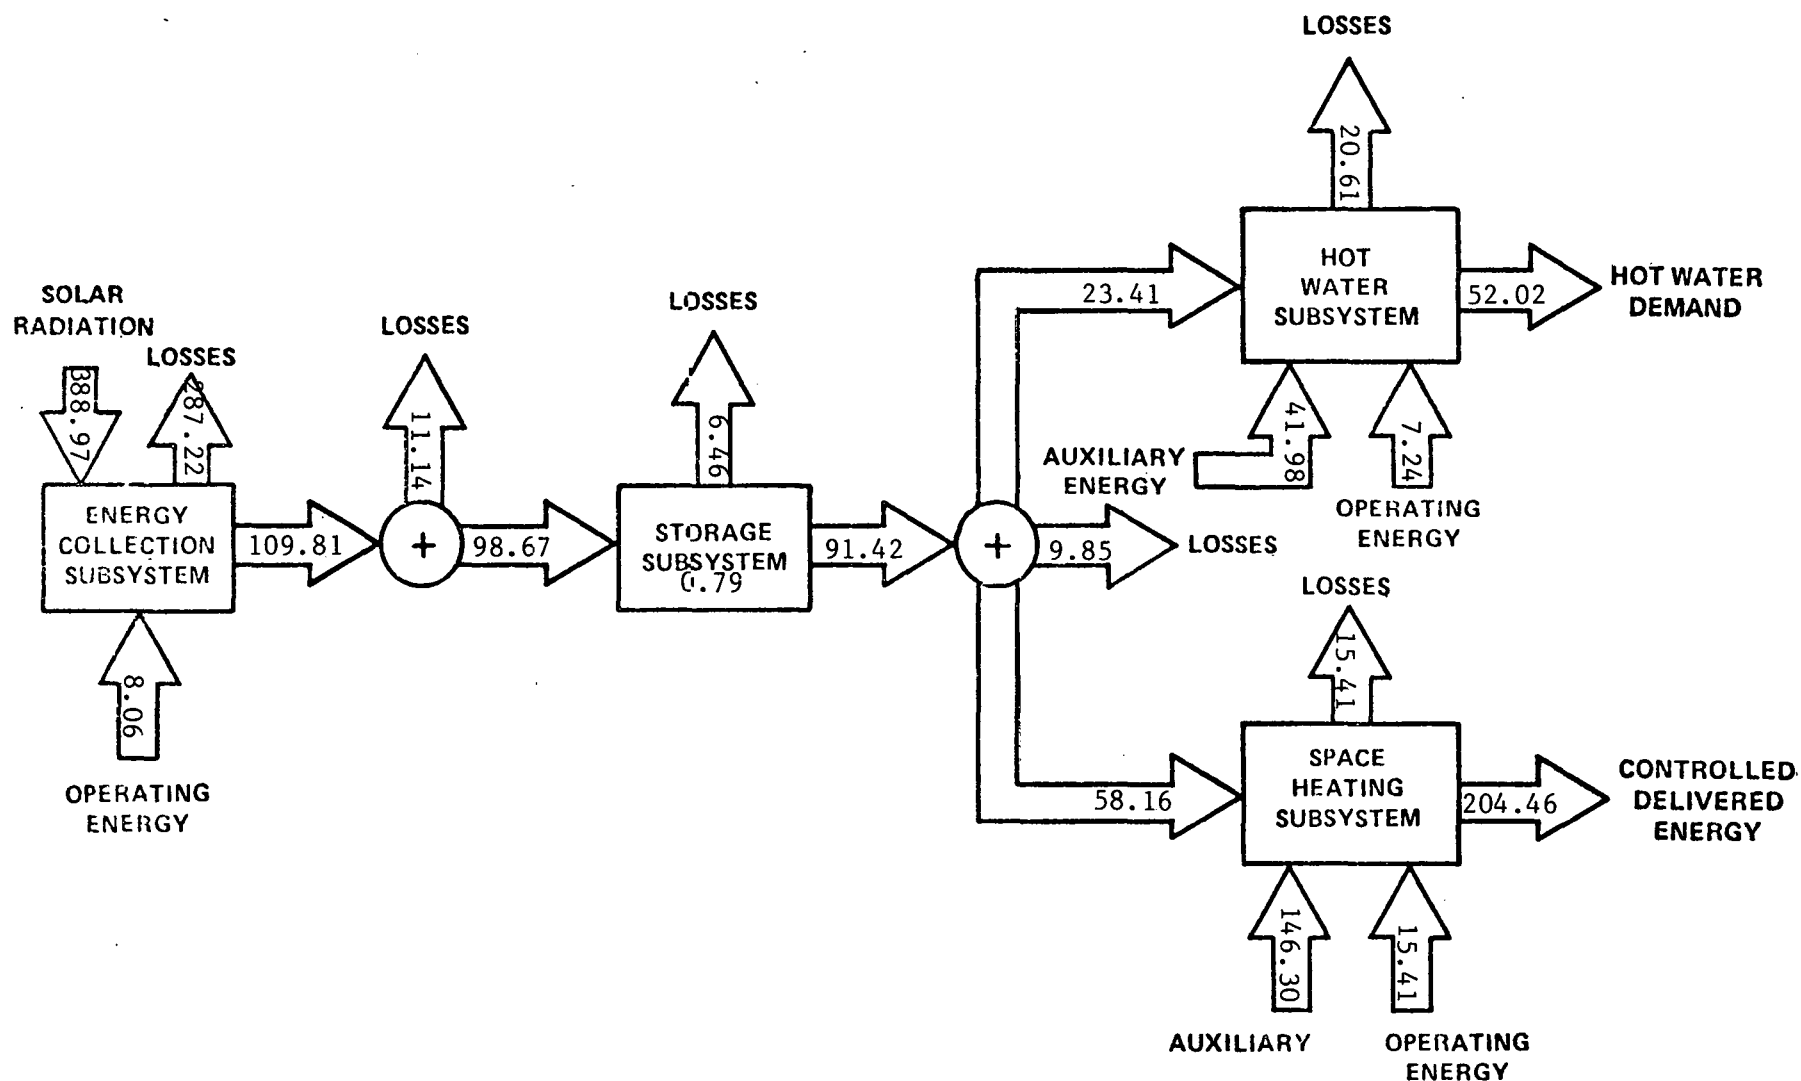 LOSSES
20.61
HOT
WATER
SUBSYSTEM
23.41
52.02
HOT WATER
DEMAND
SOLAR
RADIATION
388.97
LOSSES
287.22
LOSSES
11.14
LOSSES
6.46
AUXILIARY
ENERGY
41.98
7.24
OPERATING
ENERGY
ENERGY
COLLECTION
SUBSYSTEM
109.81
+
98.67
STORAGE
SUBSYSTEM
0.79
91.42
+
9.85
LOSSES
8.06
OPERATING
ENERGY
LOSSES
15.41
58.16
SPACE
HEATING
SUBSYSTEM
204.46
CONTROLLED
DELIVERED
ENERGY
146.30
15.41
AUXILIARY
OPERATING
ENERGY